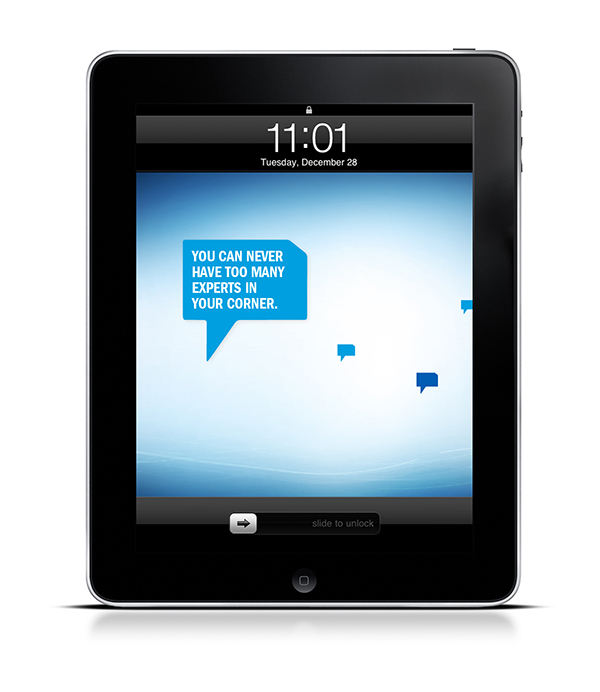 11:01
Tuesday, December 28
YOU CAN NEVER
HAVE TOO MANY
EXPERTS IN
YOUR CORNER.
slide to unlock